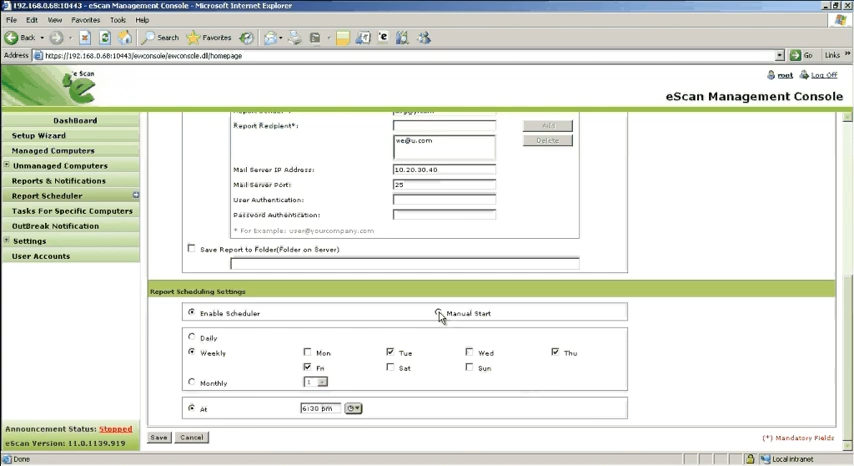 192.168.0.68:10443 - eScan Management Console - Microsoft Internet Explorer
File Edit View Favorites Tools Help
Back Search Favorites
Address https://192.168.0.68:10443/ewconsole/ewconsole.dll/homepage Go Links »
e Scan
root Log Off
eScan Management Console
DashBoard
Setup Wizard
Managed Computers
Unmanaged Computers
Reports & Notifications
Report Scheduler
Tasks For Specific Computers
OutBreak Notification
Settings
User Accounts
Report Recipient*: Add
we@u.com Delete
Mail Server IP Address: 10.20.30.40
Mail Server Port: 25
User Authentication:
Password Authentication:
* For Example: user@yourcompany.com
Save Report to Folder(Folder on Server)
Report Scheduling Settings
Enable Scheduler Manual Start
Daily
Weekly Mon Tue Wed Thu
Fri Sat Sun
Monthly 1
At 6:30 pm
Save Cancel
(*) Mandatory Fields
Announcement Status: Stopped
eScan Version: 11.0.1139.919
Done Local intranet